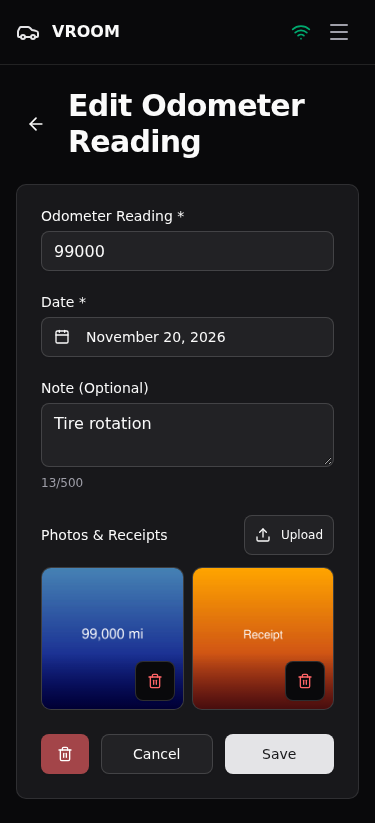 VROOM
Edit Odometer
Reading
Odometer Reading *
99000
Date *
November 20, 2026
Note (Optional)
Tire rotation
13/500
Photos & Receipts
Upload
99,000 mi
Receipt
Cancel
Save